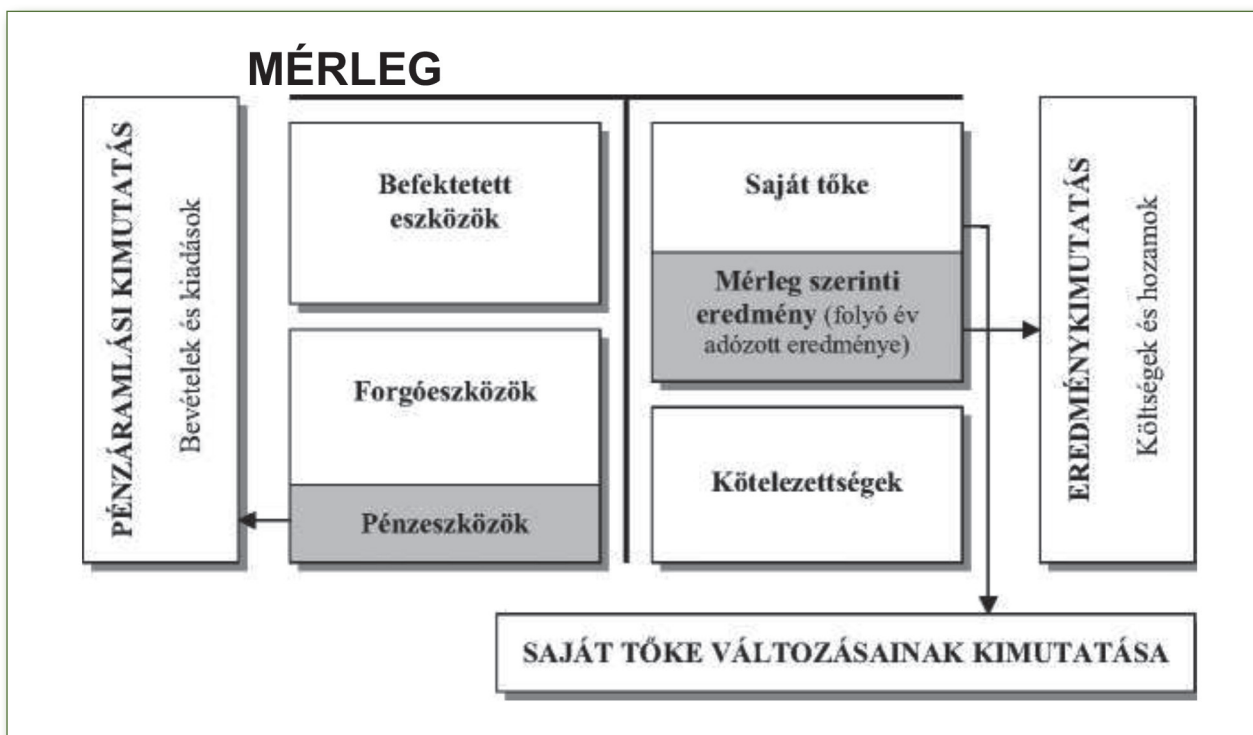 MÉRLEG
PÉNZÁRAMLÁSI KIMUTATÁS
Bevételek és kiadások
Befektetett
eszközök
Forgóeszközök
Pénzeszközök
Saját tőke
Mérleg szerinti
eredmény (folyó év
adózott eredménye)
Kötelezettségek
EREDMÉNYKIMUTATÁS
Költségek és hozamok
SAJÁT TŐKE VÁLTOZÁSAINAK KIMUTATÁSA